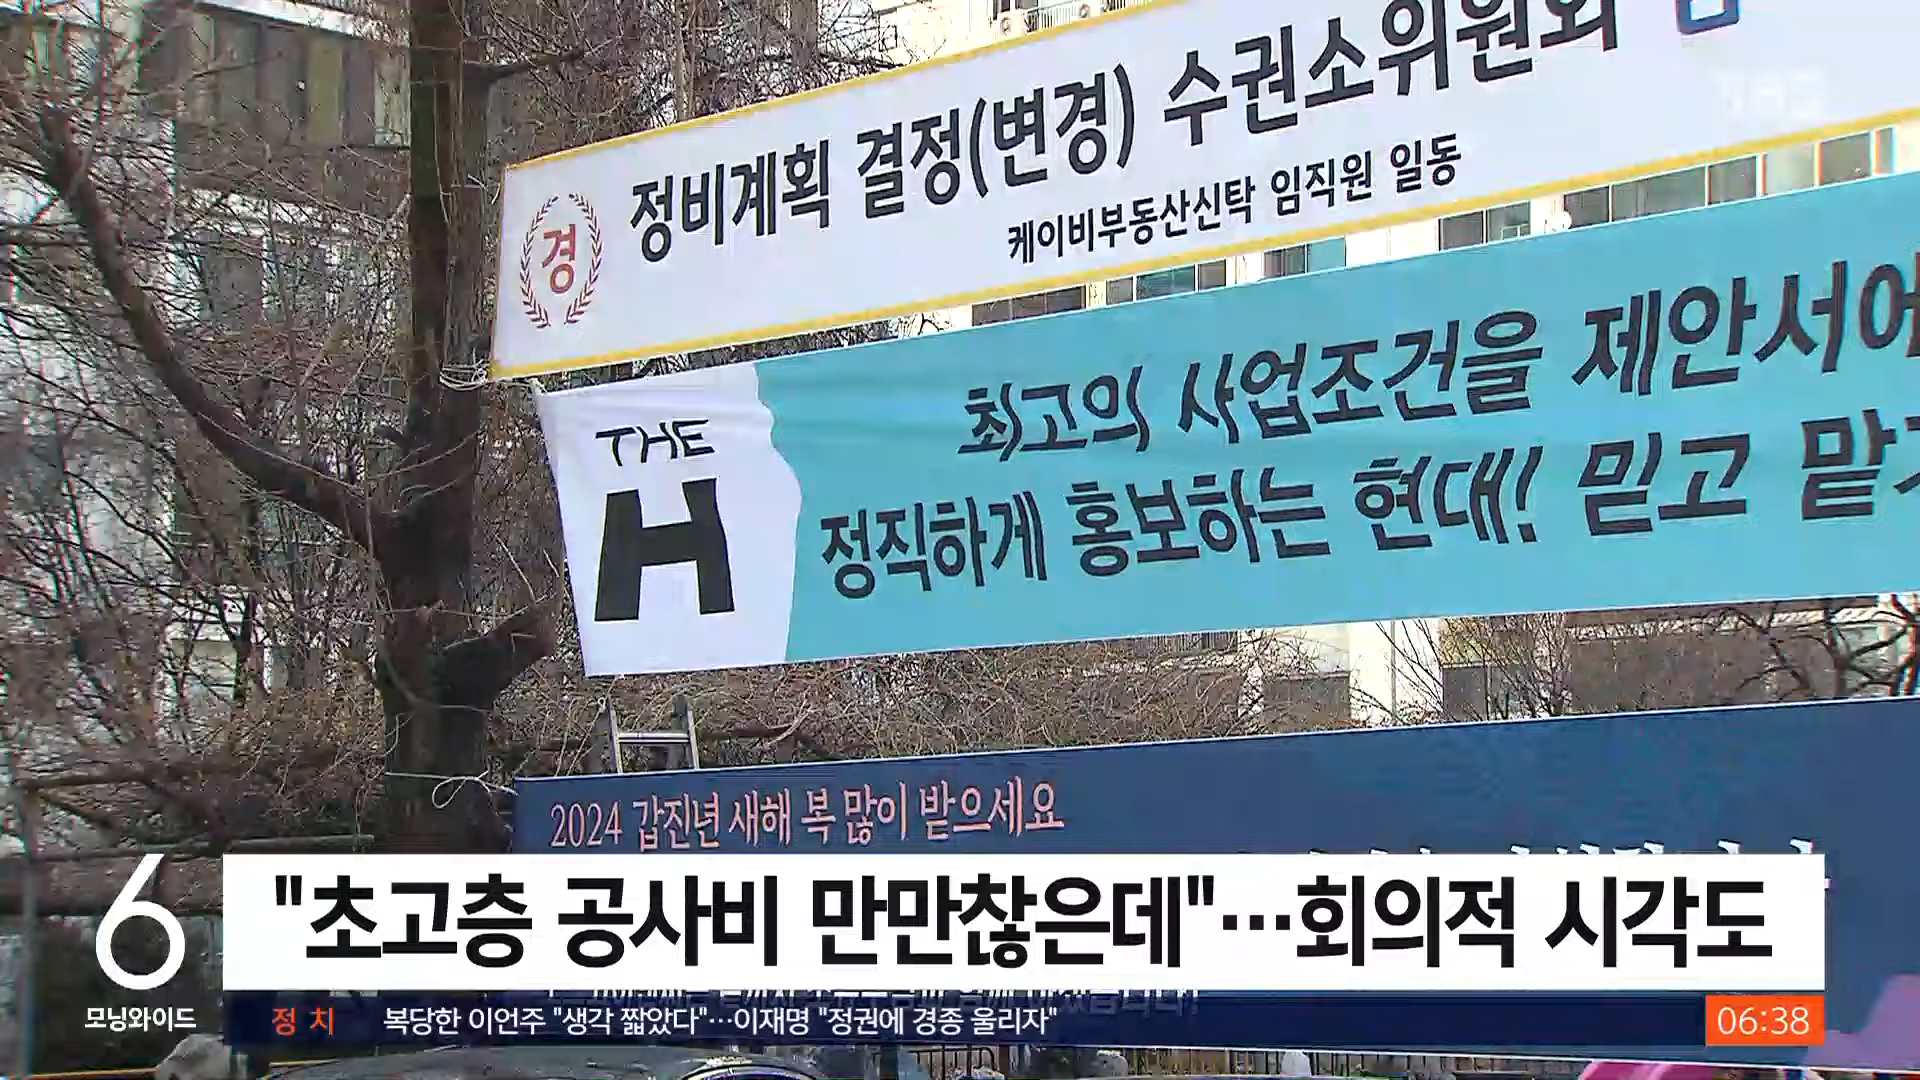 정비계획 결정(변경) 수권소위원회
경
케이비부동산신탁 임직원 일동
THE
H
최고의 사업조건을 제안서에
정직하게 홍보하는 현대! 믿고
2024 갑진년 새해 복 많이 받으세요
6
모닝와이드
"초고층 공사비 만만찮은데"…회의적 시각도
정치 복당한 이언주 "생각 짧았다"…이재명 "정권에 경종 울리자"
06:38